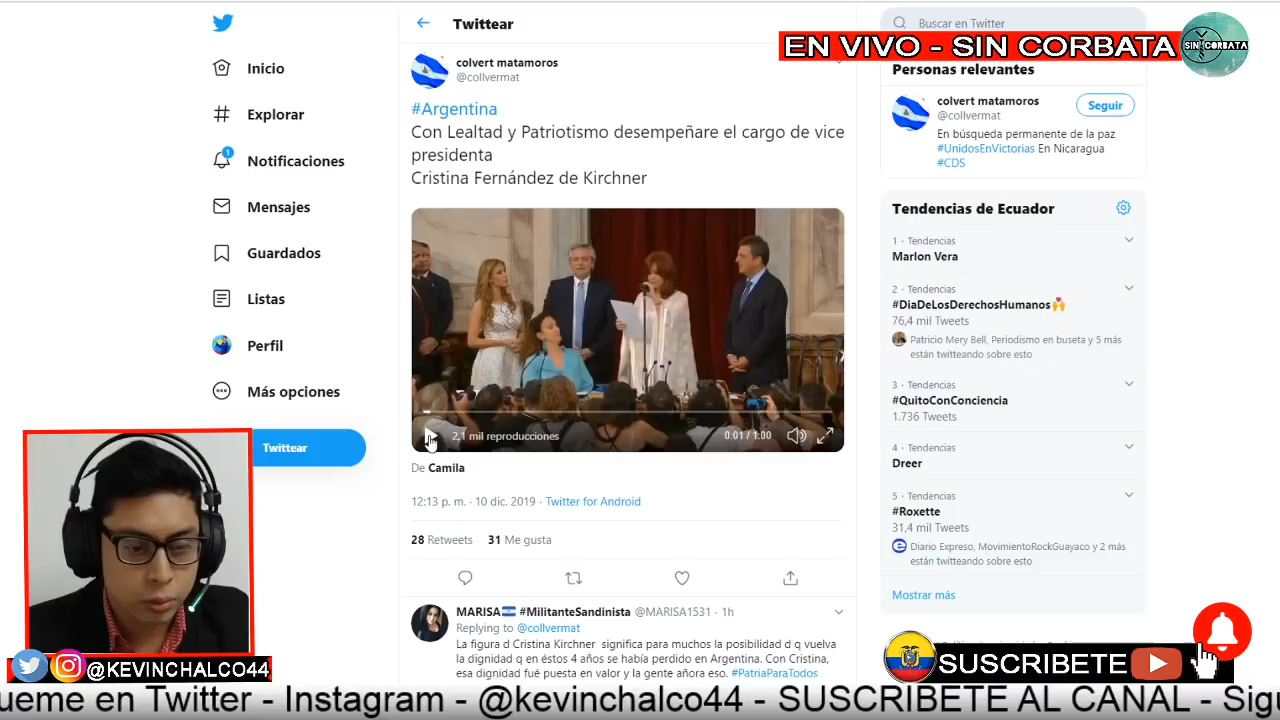 Twittear
Buscar en Twitter
EN VIVO - SIN CORBATA
SIN CORBATA
Inicio
Explorar
1
Notificaciones
Mensajes
Guardados
Listas
Perfil
Más opciones
Twittear
colvert matamoros
@collvermat
#Argentina
Con Lealtad y Patriotismo desempeñare el cargo de vice
presidenta
Cristina Fernández de Kirchner
2,1 mil reproducciones
0:01 / 1:00
De Camila
12:13 p. m. · 10 dic. 2019 · Twitter for Android
28 Retweets 31 Me gusta
MARISA #MilitanteSandinista @MARISA1531 · 1h
Replying to @collvermat
La figura d Cristina Kirchner significa para muchos la posibilidad d q vuelva
la dignidad q en éstos 4 años se había perdido en Argentina. Con Cristina,
esa dignidad fué puesta en valor y la gente añora eso. #PatriaParaTodos
Personas relevantes
colvert matamoros
@collvermat
Seguir
En búsqueda permanente de la paz
#UnidosEnVictorias En Nicaragua
#CDS
Tendencias de Ecuador
1 · Tendencias
Marlon Vera
2 · Tendencias
#DiaDeLosDerechosHumanos
76,4 mil Tweets
Patricio Mery Bell, Periodismo en buseta y 5 más
están twitteando sobre esto
3 · Tendencias
#QuitoConConciencia
1.736 Tweets
4 · Tendencias
Dreer
5 · Tendencias
#Roxette
31,4 mil Tweets
Diario Expreso, MovimientoRockGuayaco y 2 más
están twitteando sobre esto
Mostrar más
@KEVINCHALCO44
SUSCRIBETE
ueme en Twitter - Instagram - @kevinchalco44 - SUSCRIBETE AL CANAL - Sigu